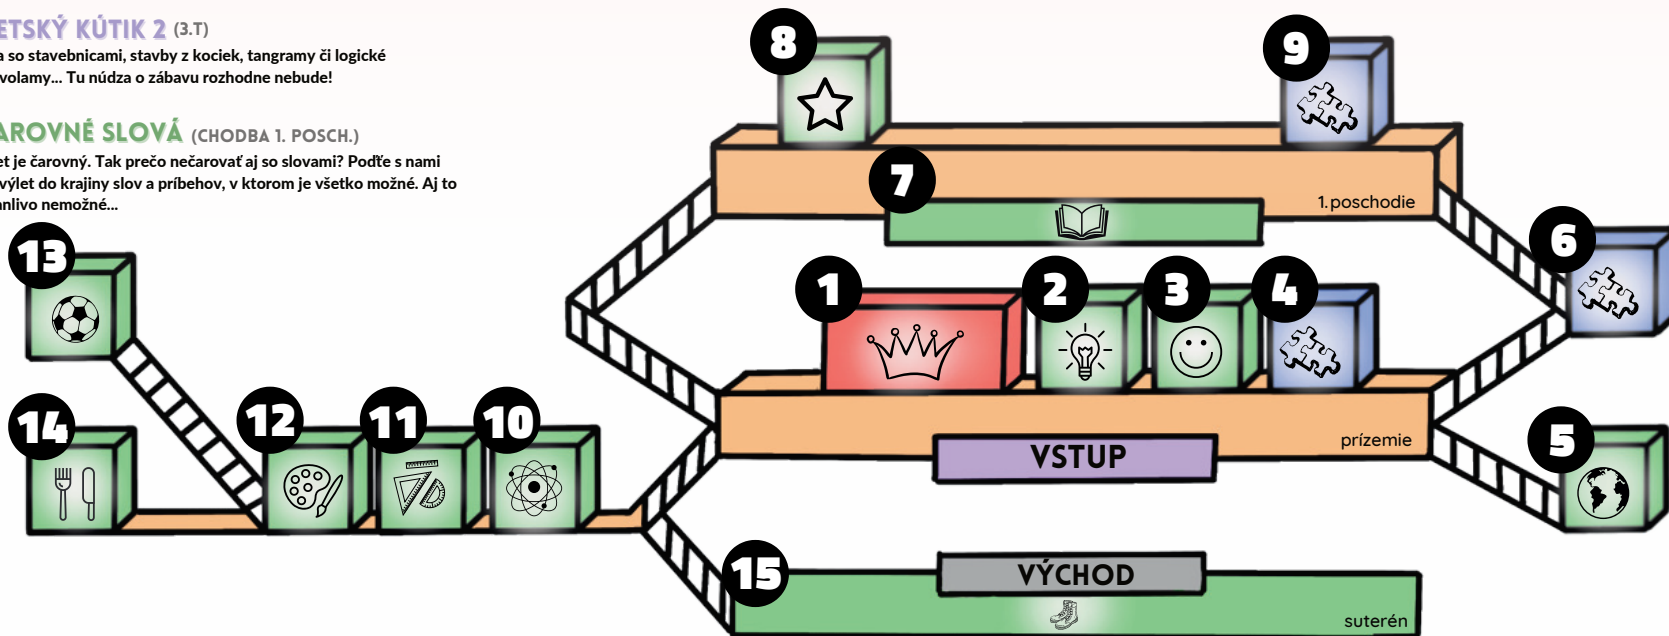 ETSKÝ KÚTIK 2 (3.T)
a so stavebnicami, stavby z kociek, tangramy či logické
volamy... Tu núdza o zábavu rozhodne nebude!
AROVNÉ SLOVÁ (CHODBA 1. POSCH.)
et je čarovný. Tak prečo nečarovať aj so slovami? Poďťe s nami
výlet do krajiny slov a príbehov, v ktorom je všetko možné. Aj to
anlivo nemožné...
8
9
7
1.poschodie
13
6
1
2
3
4
14
12
11
10
prízemie
VSTUP
5
15
VÝCHOD
suterén